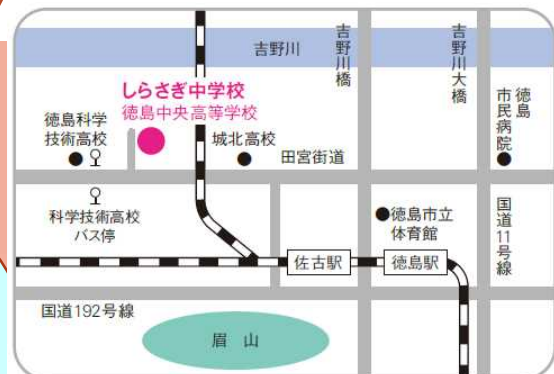 吉野川
吉野川橋
吉野川大橋
しらさぎ中学校
徳島中央高等学校
徳島科学
技術高校
城北高校
田宮街道
徳島
市民病院
科学技術高校
バス停
徳島市立
体育館
国道11号線
佐古駅
徳島駅
国道192号線
眉 山